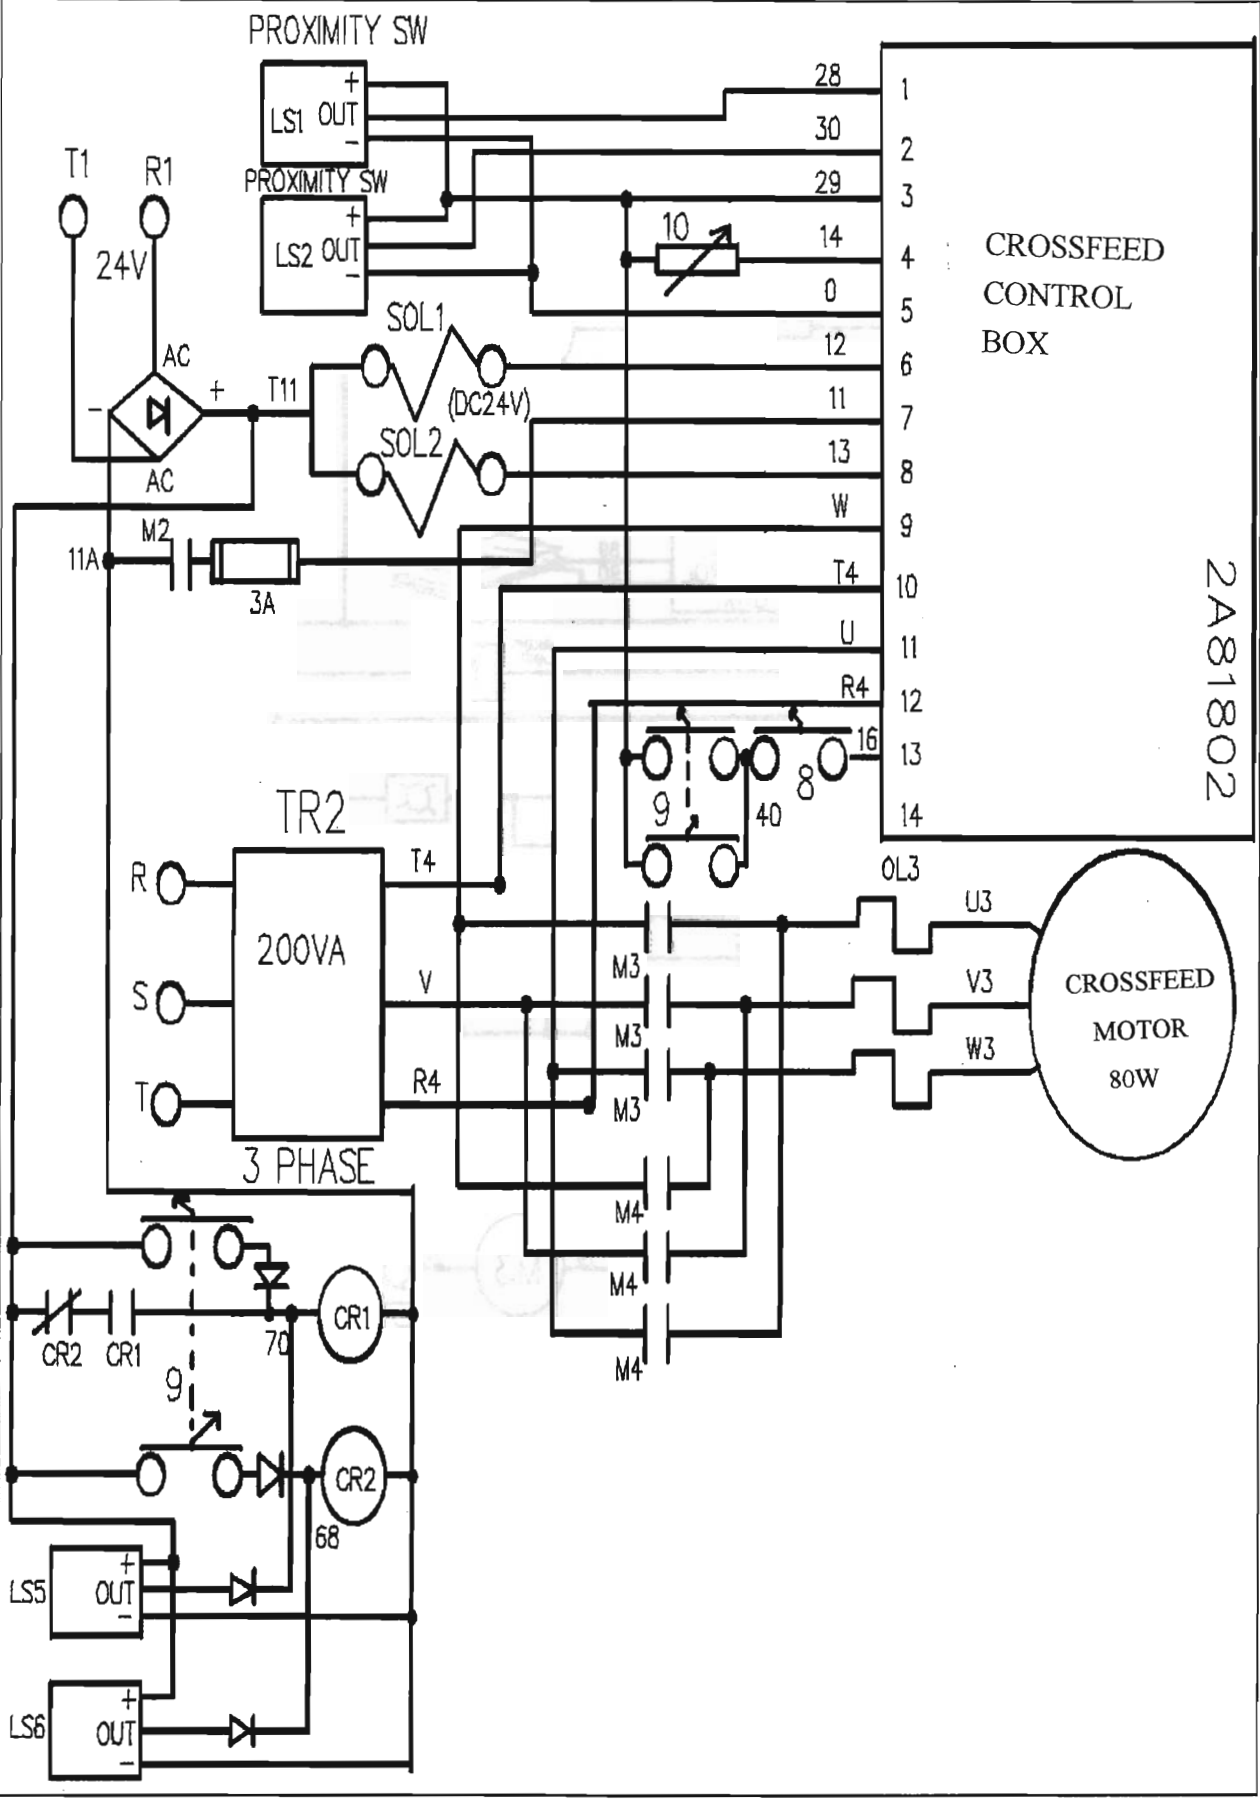 PROXIMITY SW
+
LS1 OUT
-
28
1
30
2
PROXIMITY SW
+
LS2 OUT
-
29
3
T1
R1
24V
10
14
4
0
5
CROSSFEED
CONTROL
BOX
SOL1
12
6
AC
-
+
T11
(DC24V)
11
7
SOL2
13
8
AC
W
9
M2
11A
3A
T4
10
U
11
R4
12
2A81802
16
13
9
8
40
14
TR2
R
T4
OL3
U3
200VA
M3
S
V
V3
CROSSFEED
MOTOR
80W
M3
W3
T
R4
M3
3 PHASE
M4
M4
M4
CR2
CR1
70
CR1
9
CR2
68
LS5
+
OUT
-
LS6
+
OUT
-